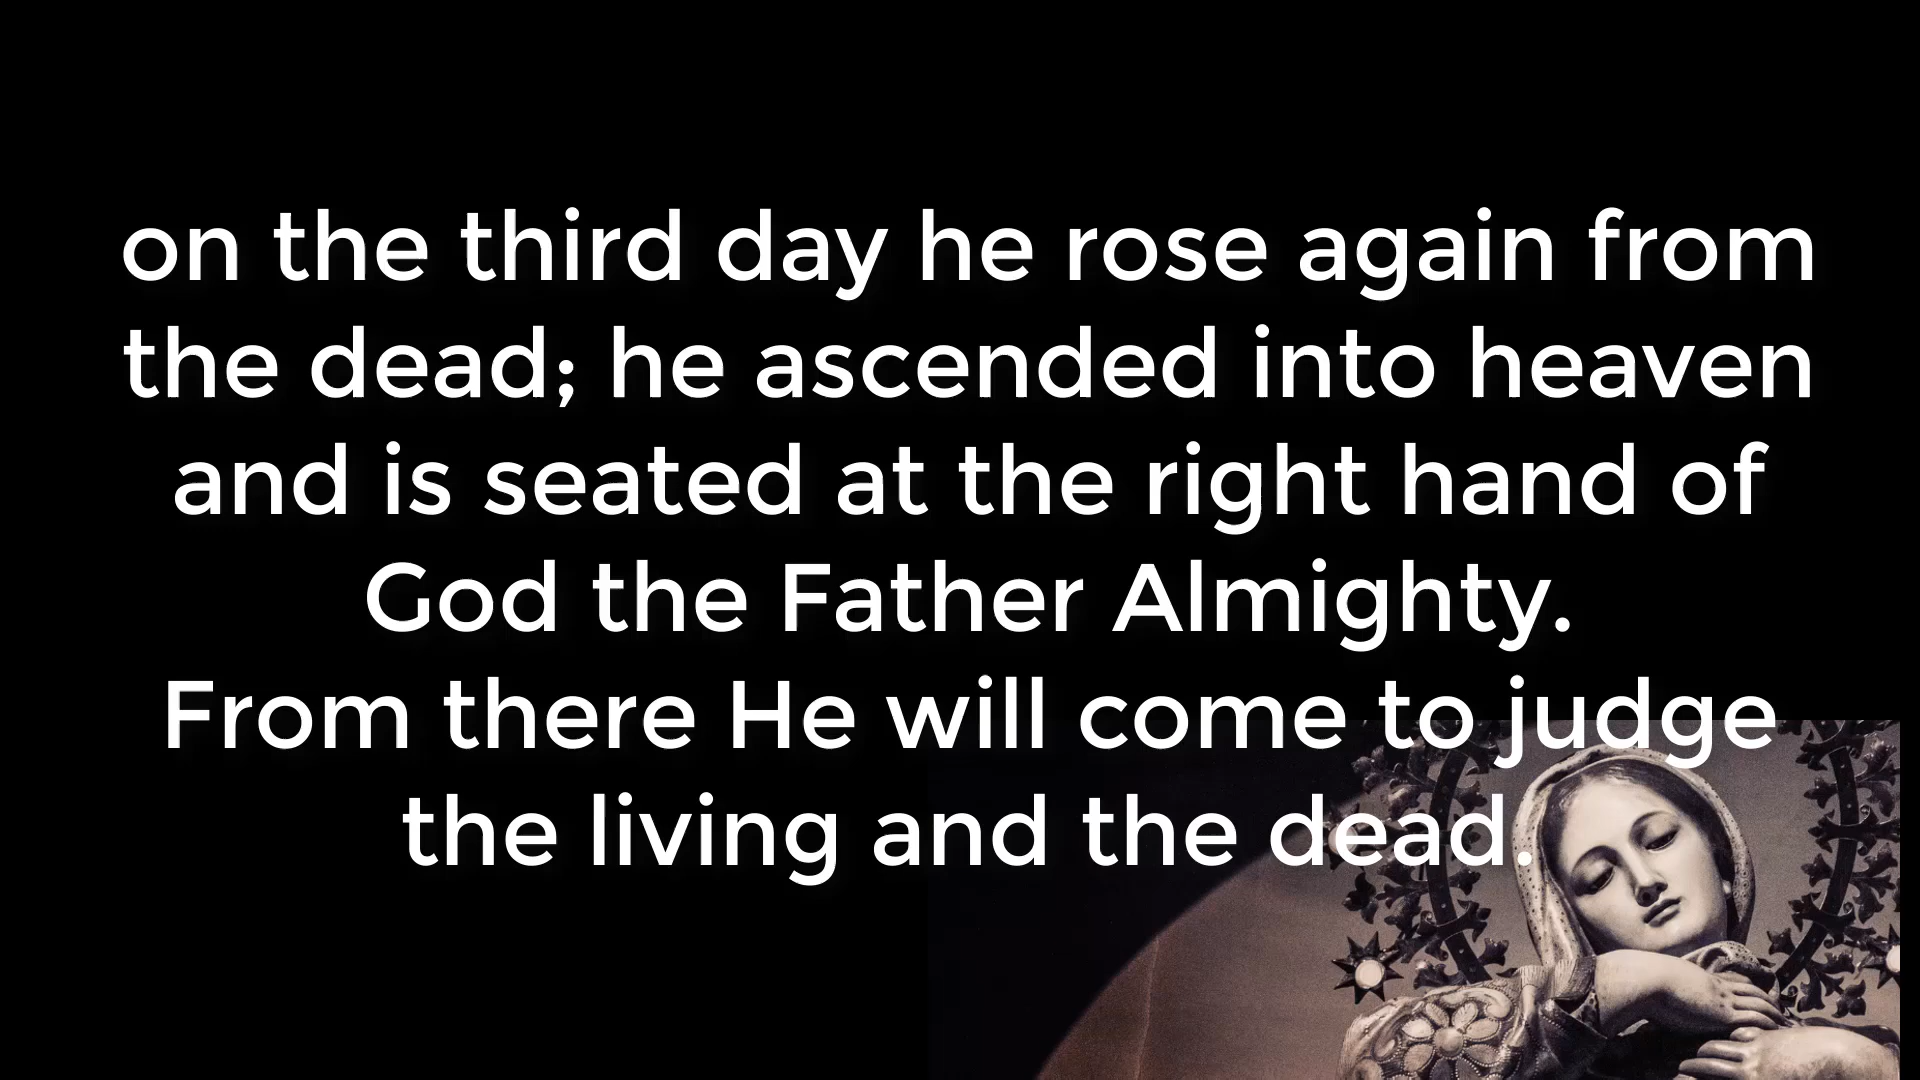 on the third day he rose again from
the dead; he ascended into heaven
and is seated at the right hand of
God the Father Almighty.
From there He will come to judge
the living and the dead.